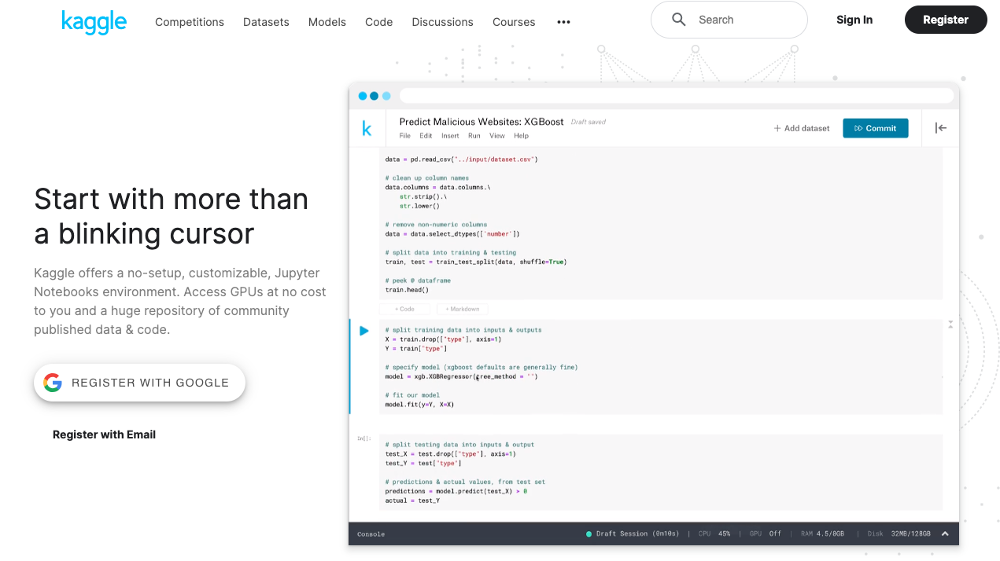 kaggle
Competitions Datasets Models Code Discussions Courses •••
Search
Sign In
Register
Start with more than
a blinking cursor
Kaggle offers a no-setup, customizable, Jupyter
Notebooks environment. Access GPUs at no cost
to you and a huge repository of community
published data & code.
REGISTER WITH GOOGLE
Register with Email
k
Predict Malicious Websites: XGBoost Draft saved
File Edit Insert Run View Help
+ Add dataset
Commit
data = pd.read_csv("../input/dataset.csv")
# clean up column names
data.columns = data.columns.\
str.strip().\
str.lower()
# remove non-numeric columns
data = data.select_dtypes(['number'])
# split data into training & testing
train, test = train_test_split(data, shuffle=True)
# peek @ dataframe
train.head()
+ Code + Markdown
# split training data into inputs & outputs
X = train.drop(["type"], axis=1)
Y = train["type"]
# specify model (xgboost defaults are generally fine)
model = xgb.XGBRegressor(tree_method = "")
# fit our model
model.fit(y=Y, X=X)
In[]:
# split testing data into inputs & output
test_X = test.drop(["type"], axis=1)
test_Y = test["type"]
# predictions & actual values, from test set
predictions = model.predict(test_X) > 0
actual = test_Y
Console
Draft Session (0m10s) | CPU 45% | GPU Off | RAM 4.5/8GB | Disk 32MB/128GB